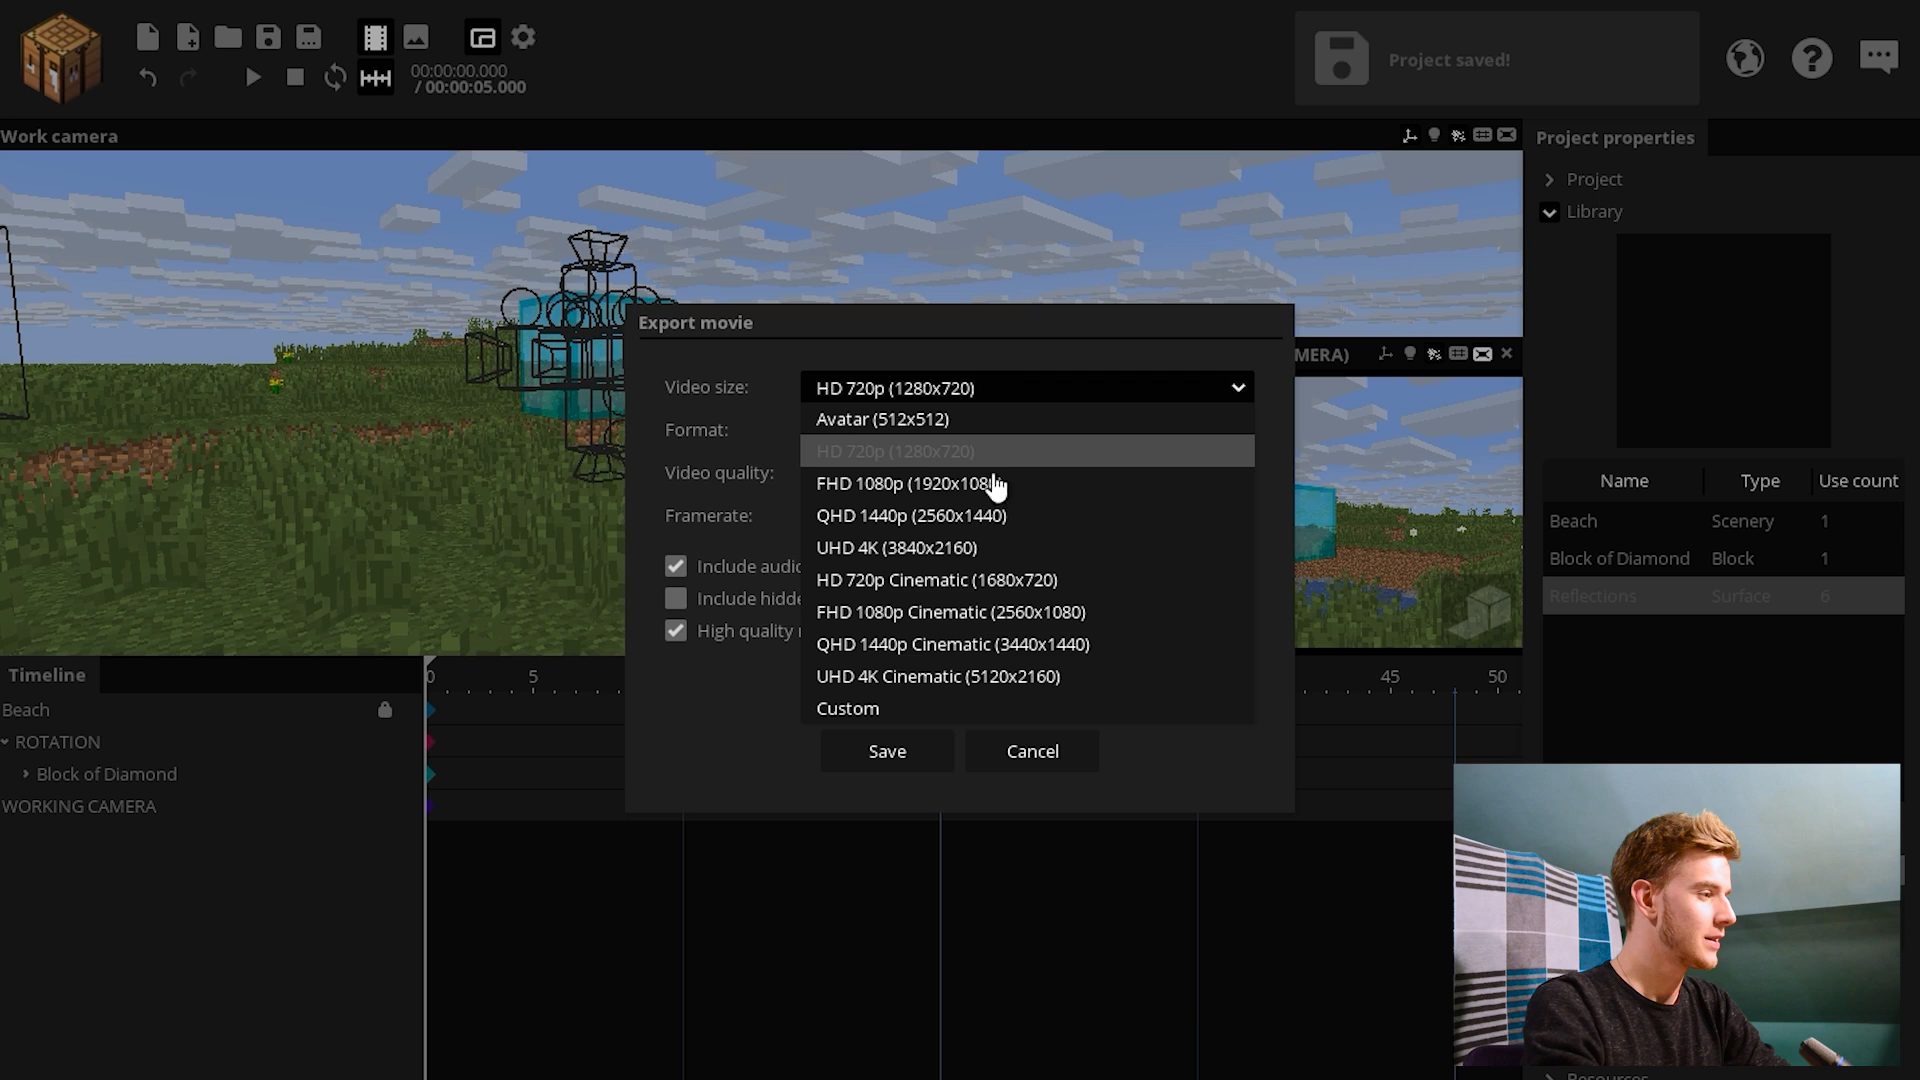 00:00:00.000
/ 00:00:05.000
Project saved!
Work camera
Project properties
Project
Library
Export movie
MERA)
Video size:
HD 720p (1280x720)
Avatar (512x512)
Format:
HD 720p (1280x720)
Video quality:
FHD 1080p (1920x108
Framerate:
QHD 1440p (2560x1440)
UHD 4K (3840x2160)
Include audio
HD 720p Cinematic (1680x720)
Include hidde
FHD 1080p Cinematic (2560x1080)
High quality
QHD 1440p Cinematic (3440x1440)
UHD 4K Cinematic (5120x2160)
Custom
Save Cancel
Name Type Use count
Beach Scenery 1
Block of Diamond Block 1
Reflections Surface 6
Timeline
0 5 45 50
Beach
ROTATION
Block of Diamond
WORKING CAMERA